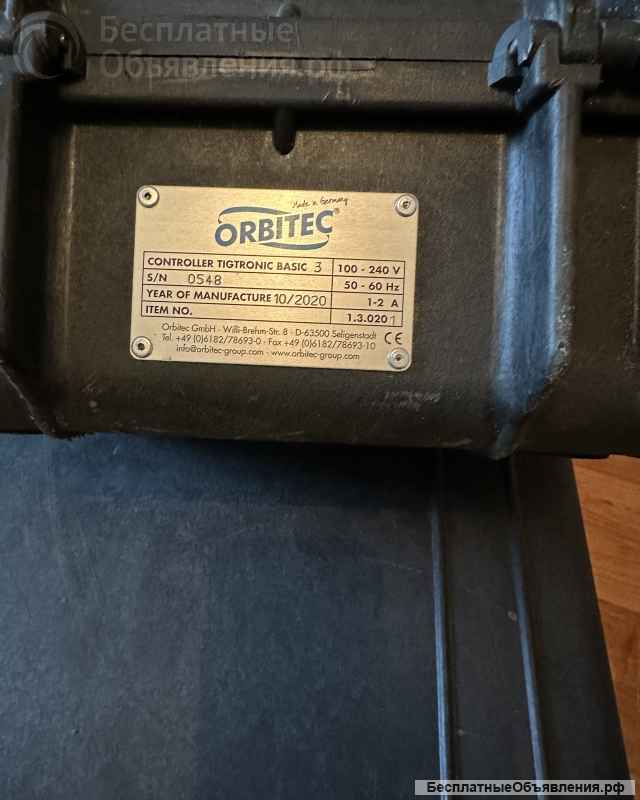 Бесплатные
Объявления.рф
Made in Germany
ORBITEC®
CONTROLLER TIGTRONIC BASIC 3 100 - 240 V
S/N 0548 50 - 60 Hz
YEAR OF MANUFACTURE 10/2020 1-2 A
ITEM NO. 1.3.0201
Orbitec GmbH - Willi-Brehm-Str. 8 - D-63500 Seligenstadt
Tel. +49 (0)6182/78693-0 - Fax +49 (0)6182/78693-10
info@orbitec-group.com - www.orbitec-group.com
CE
БесплатныеОбъявления.рф